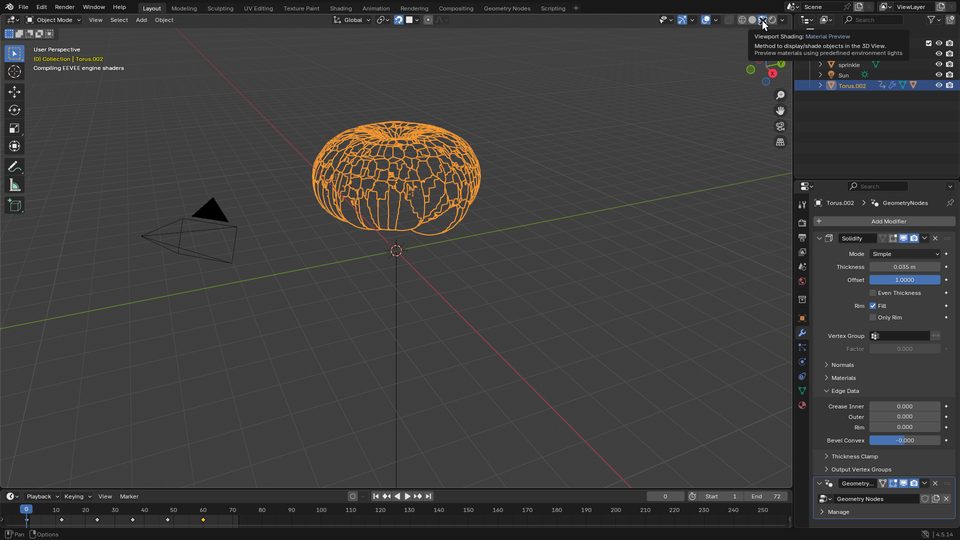 File Edit Render Window Help Layout Modeling Sculpting UV Editing Texture Paint Shading Animation Rendering Compositing Geometry Nodes Scripting Scene ViewLayer
Object Mode View Select Add Object Global Options Search
Viewport Shading: Material Preview
Method to display/shade objects in the 3D View.
Preview materials using predefined environment lights
User Perspective
(0) Collection | Torus.002
Compiling EEVEE engine shaders
Y
X
sprinkle
Sun
Torus.002
Search
Torus.002 GeometryNodes
Add Modifier
Solidify
Mode Simple
Thickness 0.035 m
Offset 1.0000
Even Thickness
Rim Fill
Only Rim
Vertex Group
Factor 0.000
Normals
Materials
Edge Data
Crease Inner 0.000
Outer 0.000
Rim 0.000
Bevel Convex -0.000
Thickness Clamp
Output Vertex Groups
Geometry...
Geometry Nodes
Manage
Playback Keying View Marker 0 Start 1 End 72
0 10 20 30 40 50 60 70 80 90 100 110 120 130 140 150 160 170 180 190 200 210 220 230 240 250
Pan Options 4.5.14